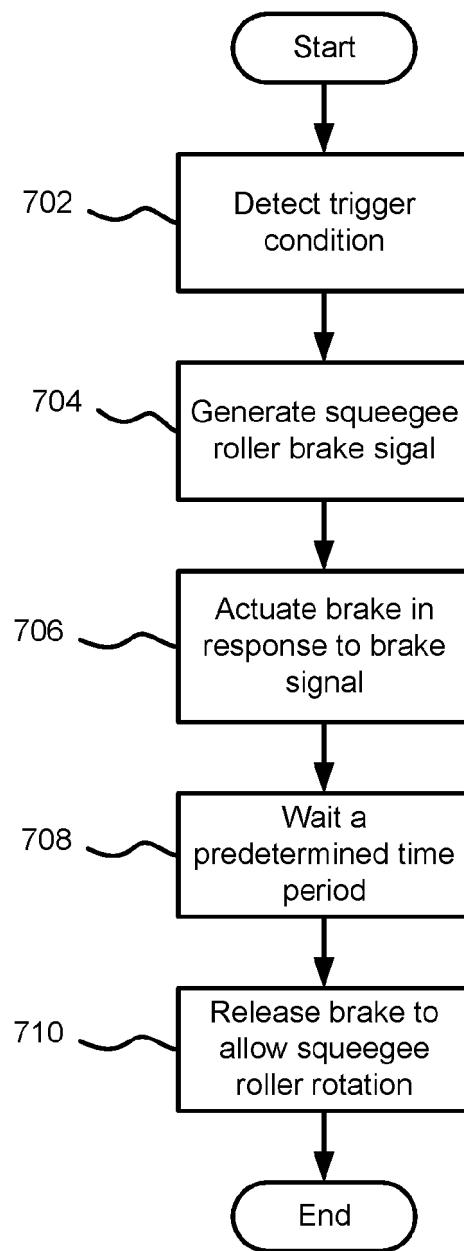 Start
702
Detect trigger
condition
704
Generate squeegee
roller brake sigal
706
Actuate brake in
response to brake
signal
708
Wait a
predetermined time
period
710
Release brake to
allow squeegee
roller rotation
End